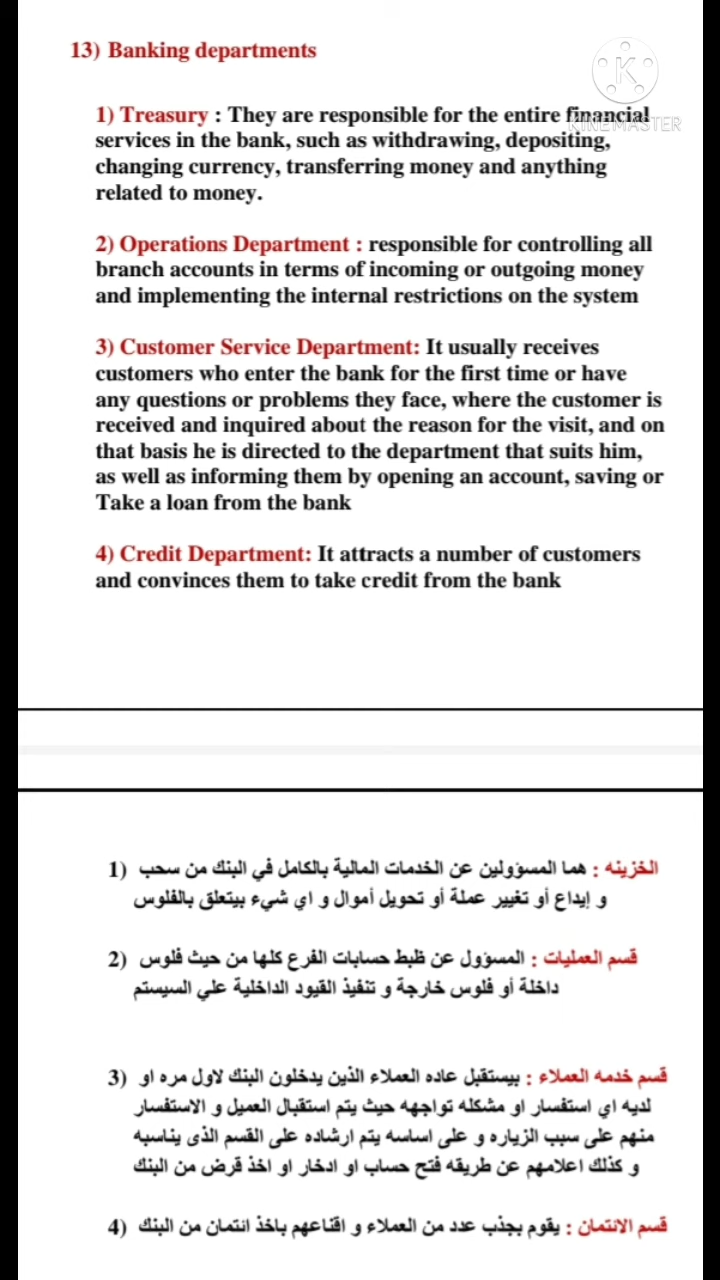 13) Banking departments
KINEMASTER
1) Treasury : They are responsible for the entire financial
services in the bank, such as withdrawing, depositing,
changing currency, transferring money and anything
related to money.
2) Operations Department : responsible for controlling all
branch accounts in terms of incoming or outgoing money
and implementing the internal restrictions on the system
3) Customer Service Department: It usually receives
customers who enter the bank for the first time or have
any questions or problems they face, where the customer is
received and inquired about the reason for the visit, and on
that basis he is directed to the department that suits him,
as well as informing them by opening an account, saving or
Take a loan from the bank
4) Credit Department: It attracts a number of customers
and convinces them to take credit from the bank
1) الخزينه : هما المسؤولين عن الخدمات المالية بالكامل في البنك من سحب
و إيداع أو تغيير عملة أو تحويل أموال و اي شيء بيتعلق بالفلوس
2) قسم العمليات : المسؤول عن ظبط حسابات الفرع كلها من حيث فلوس
داخلة أو فلوس خارجة و تنفيذ القيود الداخلية علي السيستم
3) قسم خدمه العملاء : بيستقبل عاده العملاء الذين يدخلون البنك لاول مره او
لديه اي استفسار او مشكله تواجهه حيث يتم استقبال العميل و الاستفسار
منهم على سبب الزياره و على اساسه يتم ارشاده على القسم الذى يناسبه
و كذلك اعلامهم عن طريقه فتح حساب او ادخار او اخذ قرض من البنك
4) قسم الائتمان : يقوم بجذب عدد من العملاء و اقناعهم باخذ ائتمان من البنك